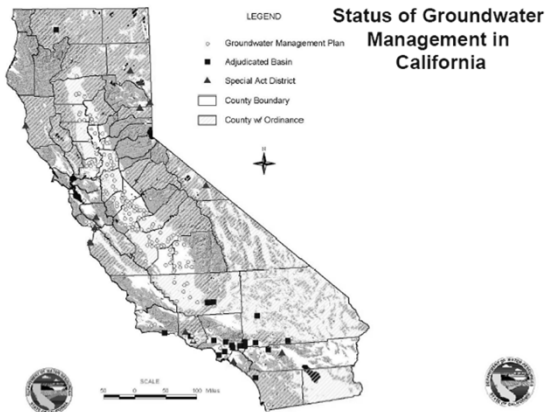 Status of Groundwater
Management in
California
LEGEND
Groundwater Management Plan
Adjudicated Basin
Special Act District
County Boundary
County w/ Ordinance
N
SCALE
50
0
50
100 Miles